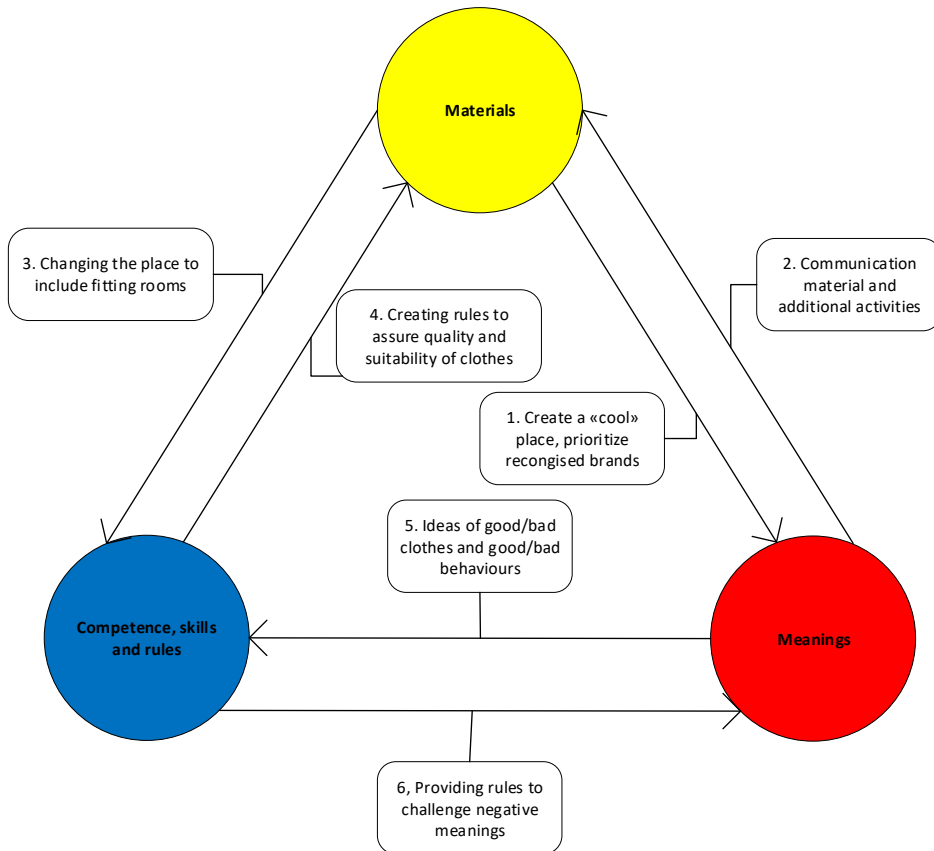 Materials
3. Changing the place to
include fitting rooms
2. Communication
material and
additional activities
4. Creating rules to
assure quality and
suitability of clothes
1. Create a «cool»
place, prioritize
recongised brands
5. Ideas of good/bad
clothes and good/bad
behaviours
Competence, skills
and rules
Meanings
6, Providing rules to
challenge negative
meanings